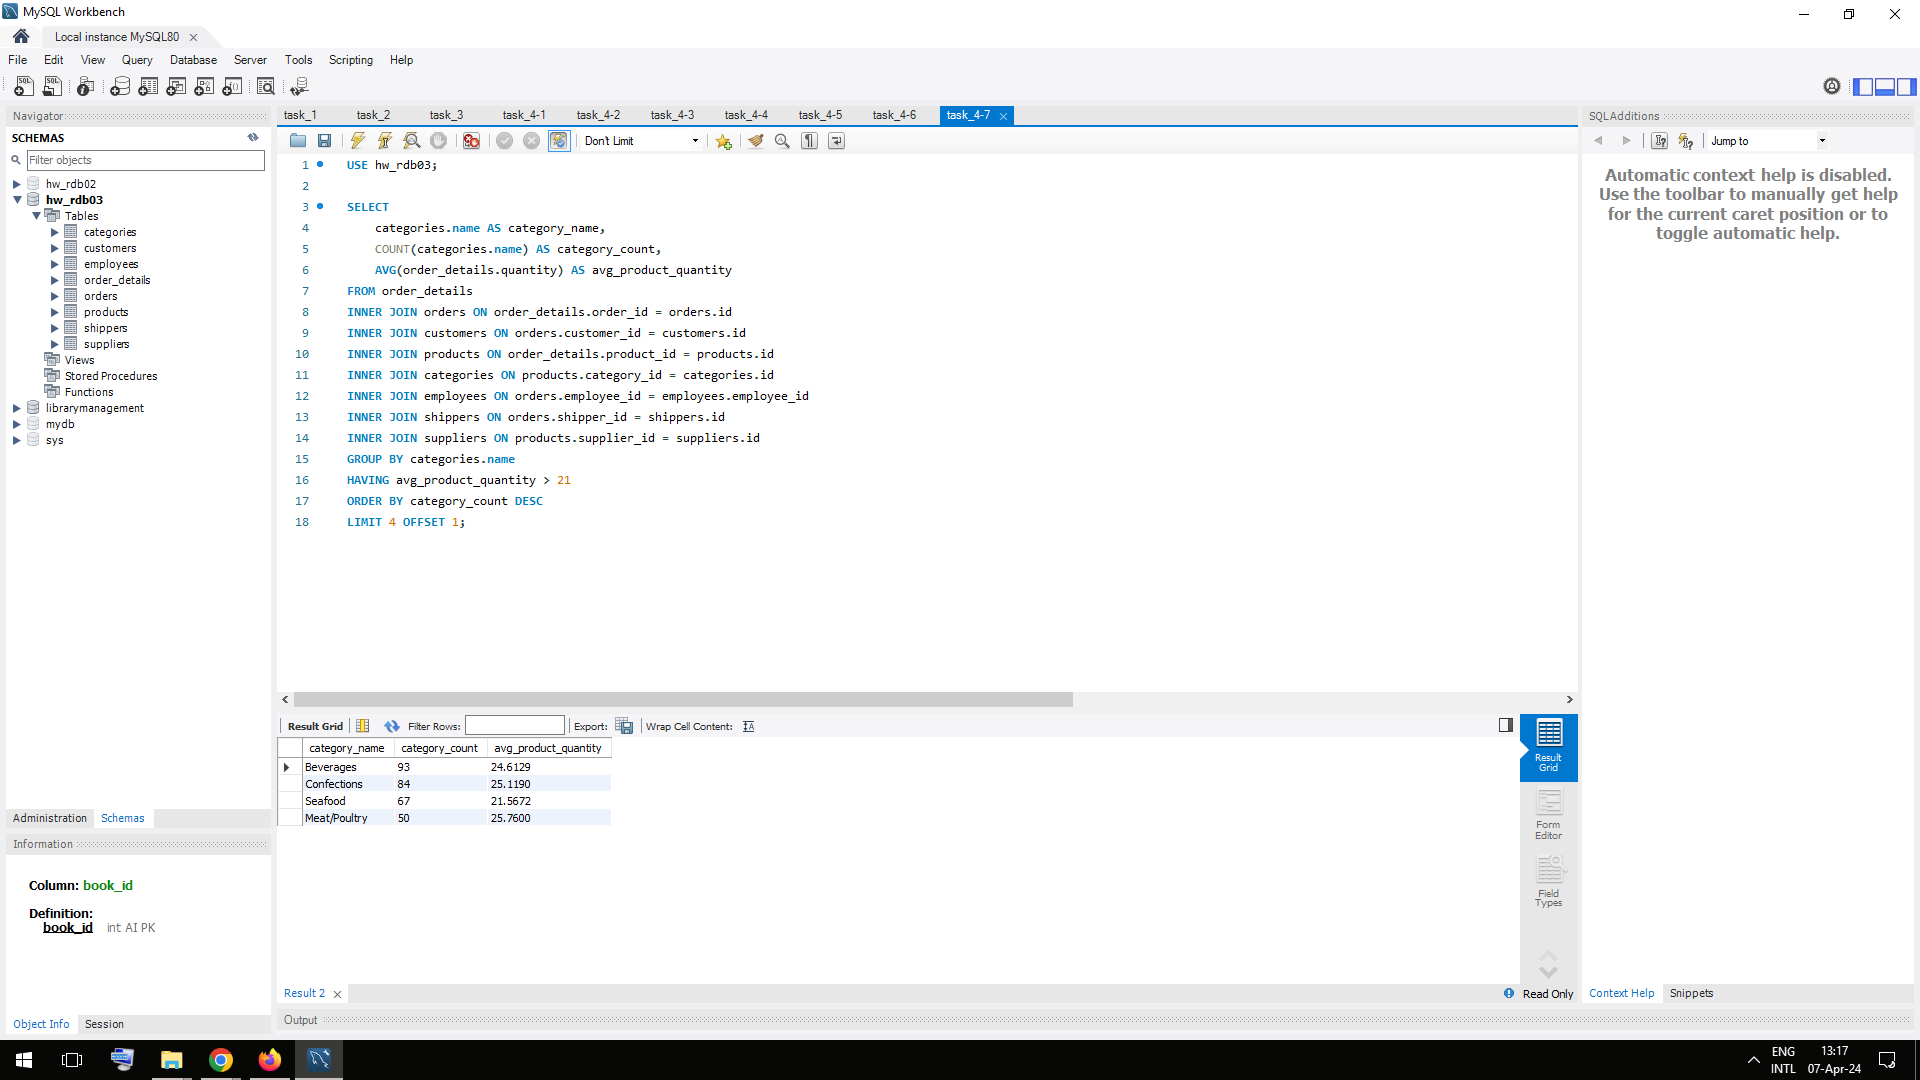 MySQL Workbench
Local instance MySQL80
File Edit View Query Database Server Tools Scripting Help
Navigator
SCHEMAS
Filter objects
hw_rdb02
hw_rdb03
Tables
categories
customers
employees
order_details
orders
products
shippers
suppliers
Views
Stored Procedures
Functions
librarymanagement
mydb
sys
Administration Schemas
Information
Column: book_id
Definition:
book_id int AI PK
Object Info Session
task_1 task_2 task_3 task_4-1 task_4-2 task_4-3 task_4-4 task_4-5 task_4-6 task_4-7
Don't Limit
1 USE hw_rdb03;
2
3 SELECT
4 categories.name AS category_name,
5 COUNT(categories.name) AS category_count,
6 AVG(order_details.quantity) AS avg_product_quantity
7 FROM order_details
8 INNER JOIN orders ON order_details.order_id = orders.id
9 INNER JOIN customers ON orders.customer_id = customers.id
10 INNER JOIN products ON order_details.product_id = products.id
11 INNER JOIN categories ON products.category_id = categories.id
12 INNER JOIN employees ON orders.employee_id = employees.employee_id
13 INNER JOIN shippers ON orders.shipper_id = shippers.id
14 INNER JOIN suppliers ON products.supplier_id = suppliers.id
15 GROUP BY categories.name
16 HAVING avg_product_quantity > 21
17 ORDER BY category_count DESC
18 LIMIT 4 OFFSET 1;
Result Grid Filter Rows: Export: Wrap Cell Content:
category_name category_count avg_product_quantity
Beverages 93 24.6129
Confections 84 25.1190
Seafood 67 21.5672
Meat/Poultry 50 25.7600
Result
Grid
Form
Editor
Field
Types
Result 2
Read Only
Output
SQLAdditions
Jump to
Automatic context help is disabled.
Use the toolbar to manually get help
for the current caret position or to
toggle automatic help.
Context Help Snippets
ENG
INTL
13:17
07-Apr-24